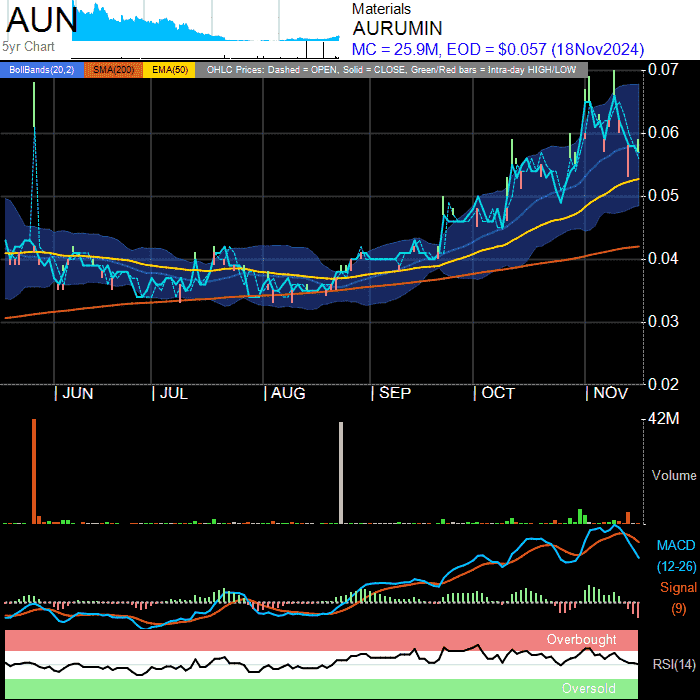 AUN
5yr Chart
Materials
AURUMIN
MC = 25.9M, EOD = $0.057 (18Nov2024)
BollBands(20,2) SMA(200) EMA(50) OHLC Prices: Dashed = OPEN, Solid = CLOSE, Green/Red bars = Intra-day HIGH/LOW
0.07
0.06
0.05
0.04
0.03
0.02
JUN JUL AUG SEP OCT NOV
42M
Volume
MACD
(12-26)
Signal
(9)
Overbought
RSI(14)
Oversold